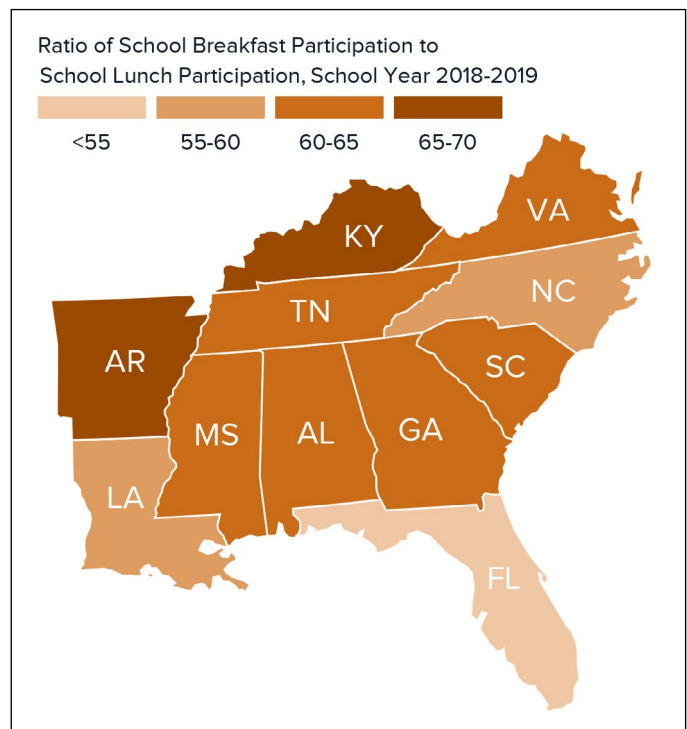 Ratio of School Breakfast Participation to
School Lunch Participation, School Year 2018-2019
<55 55-60 60-65 65-70
VA
KY
NC
TN
AR
SC
MS AL GA
LA
FL